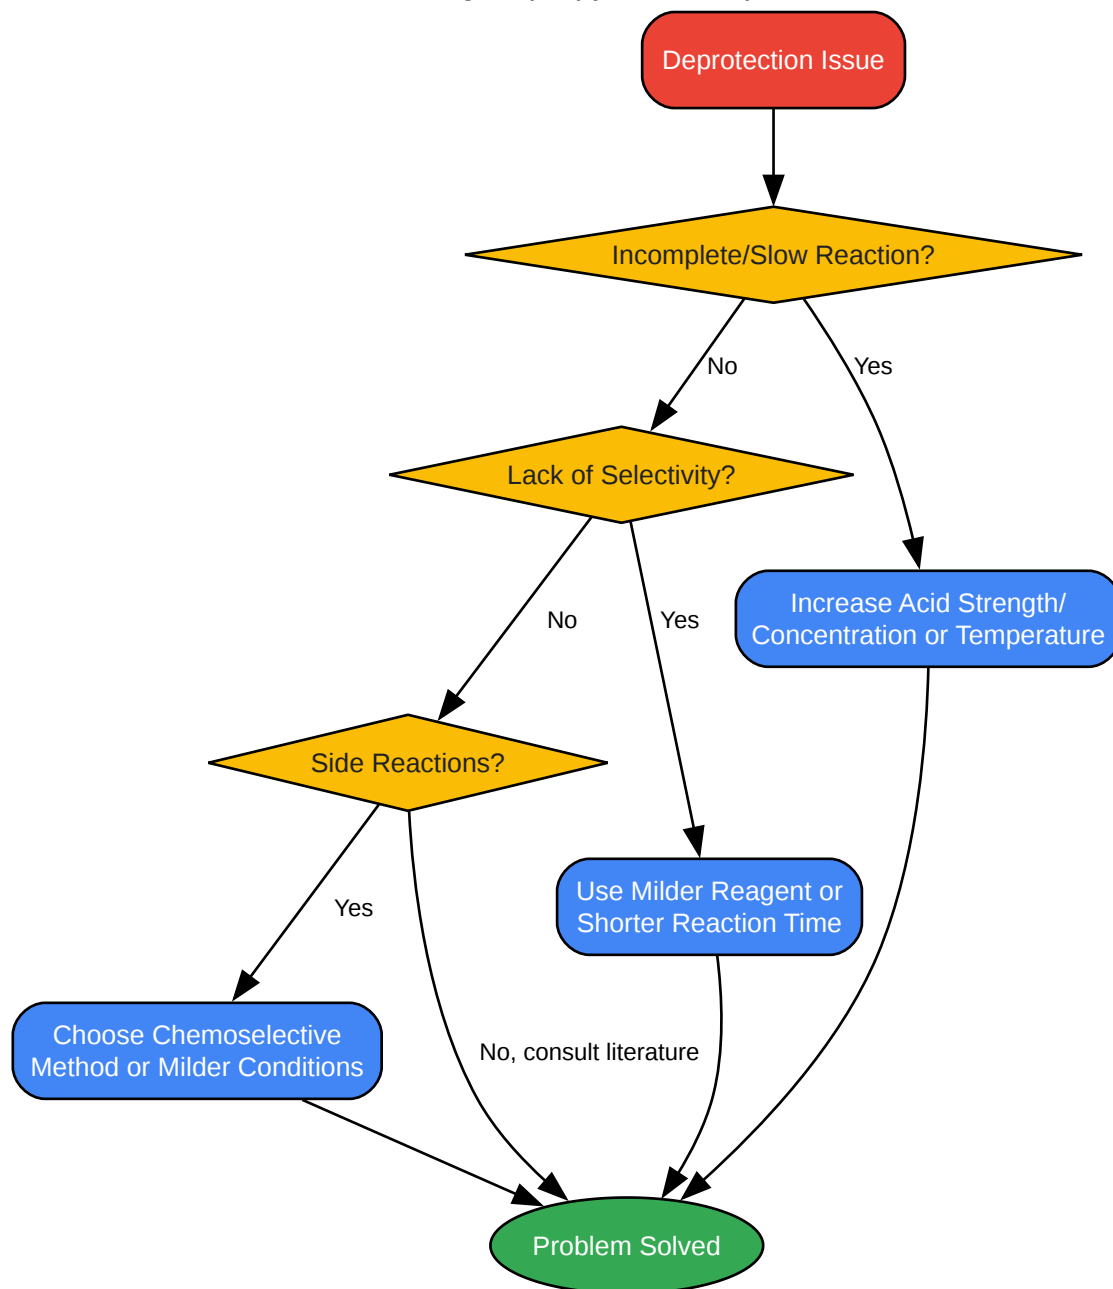 Deprotection Issue
Incomplete/Slow Reaction?
No
Yes
Lack of Selectivity?
Increase Acid Strength/
Concentration or Temperature
No
Yes
Side Reactions?
Use Milder Reagent or
Shorter Reaction Time
Yes
Choose Chemoselective
Method or Milder Conditions
No, consult literature
Problem Solved